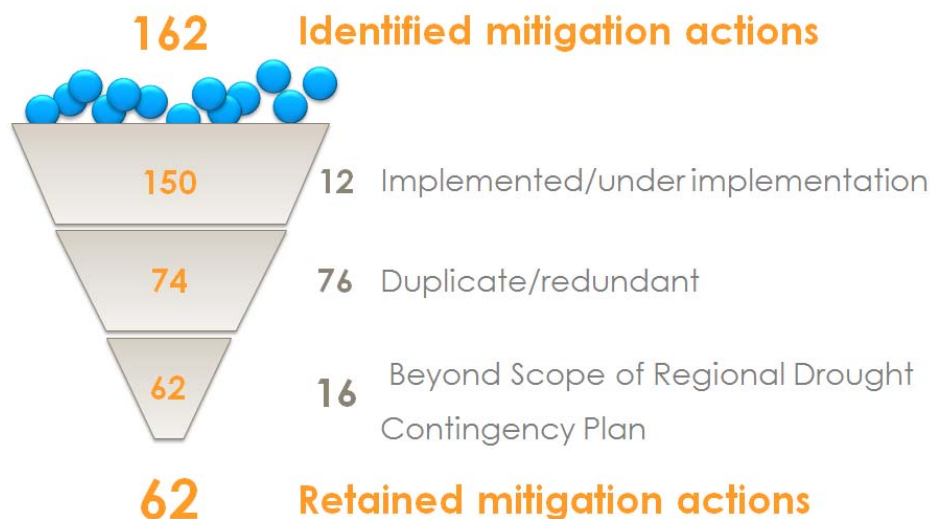 162 Identified mitigation actions
150 12 Implemented/under implementation
74 76 Duplicate/redundant
62 16 Beyond Scope of Regional Drought
Contingency Plan
62 Retained mitigation actions